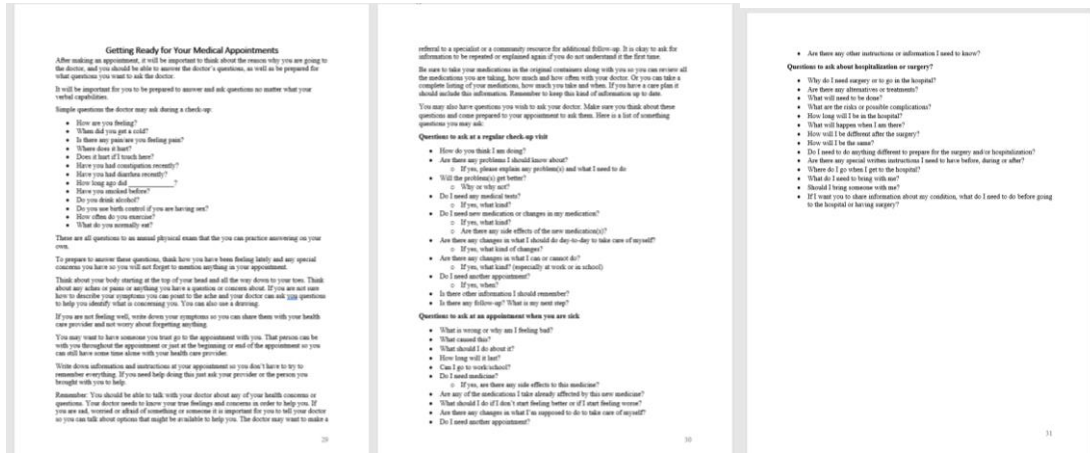 Getting Ready for Your Medical Appointments
After making an appointment, it will be important to think about the reason why you are going to
the doctor, and you should be able to answer the doctor's questions, as well as be prepared for
what questions you want to ask the doctor.
It will be important for you to be prepared to answer and ask questions no matter what your
verbal capabilities.
Simple questions the doctor may ask during a check-up:
• How are you feeling?
• When did you get a cold?
• Is there any pain/are you feeling pain?
• Where does it hurt?
• Does it hurt if I touch here?
• Have you had constipation recently?
• Have you had diarrhea recently?
• How long ago did ____________?
• Have you smoked before?
• Do you drink alcohol?
• Do you use birth control if you are having sex?
• How often do you exercise?
• What do you normally eat?
These are all questions to an annual physical exam that you can practice answering on your
own.
To prepare to answer these questions, think how you have been feeling lately and any special
concerns you have so you will not forget to mention anything in your appointment.
Think about your body starting at the top of your head and all the way down to your toes. Think
about any aches or pains or anything you have a question or concern about. If you are not sure
how to describe your symptoms you can point to the ache and your doctor can ask you questions
to help you identify what is concerning you. You can also use a drawing.
If you are not feeling well, write down your symptoms so you can share them with your health
care provider and not worry about forgetting anything.
You may want to have someone you trust go to the appointment with you. That person can be
with you throughout the appointment or just at the beginning or end of the appointment so you
can still have some time alone with your health care provider.
Write down information and instructions at your appointment so you don't have to try to
remember everything. If you need help doing this just ask your provider or the person you
brought with you to help.
Remember: You should be able to talk with your doctor about any of your health concerns or
questions. Your doctor needs to know your true feelings and concerns in order to help you. If
you are sad, worried or afraid of something or someone it is important for you to tell your doctor
so you can talk about options that might be available to help you. The doctor may want to make a
29
referral to a specialist or a community resource for additional follow-up. It is okay to ask for
information to be repeated or explained again if you do not understand it the first time.
Be sure to take your medications in the original containers along with you so you can review all
the medications you are taking, how much and how often with your doctor. Or you can take a
complete listing of your medications, how much you take and when. If you have a care plan it
should include this information. Remember to keep this kind of information up to date.
You may also have questions you wish to ask your doctor. Make sure you think about these
questions and come prepared to your appointment to ask them. Here is a list of something
questions you may ask:
Questions to ask at a regular check-up visit
• How do you think I am doing?
• Are there any problems I should know about?
o If yes, please explain any problem(s) and what I need to do
• Will the problem(s) get better?
o Why or why not?
• Do I need any medical tests?
o If yes, what kind?
• Do I need new medication or changes in my medication?
o If yes, what kind?
o Are there any side effects of the new medication(s)?
• Are there any changes in what I should do day-to-day to take care of myself?
o If yes, what kind of changes?
• Are there any changes in what I can or cannot do?
o If yes, what kind? (especially at work or in school)
• Do I need another appointment?
o If yes, when?
• Is there other information I should remember?
• Is there any follow-up? What is my next step?
Questions to ask at an appointment when you are sick
• What is wrong or why am I feeling bad?
• What caused this?
• What should I do about it?
• How long will it last?
• Can I go to work/school?
• Do I need medicine?
o If yes, are there any side effects to this medicine?
• Are any of the medications I take already affected by this new medicine?
• What should I do if I don't start feeling better or if I start feeling worse?
• Are there any changes in what I'm supposed to do to take care of myself?
• Do I need another appointment?
30
• Are there any other instructions or information I need to know?
Questions to ask about hospitalization or surgery?
• Why do I need surgery or to go in the hospital?
• Are there any alternatives or treatments?
• What will need to be done?
• What are the risks or possible complications?
• How long will I be in the hospital?
• What will happen when I am there?
• How will I be different after the surgery?
• How will I be the same?
• Do I need to do anything different to prepare for the surgery and/or hospitalization?
• Are there any special written instructions I need to have before, during or after?
• Where do I go when I get to the hospital?
• What do I need to bring with me?
• Should I bring someone with me?
• If I want you to share information about my condition, what do I need to do before going
to the hospital or having surgery?
31